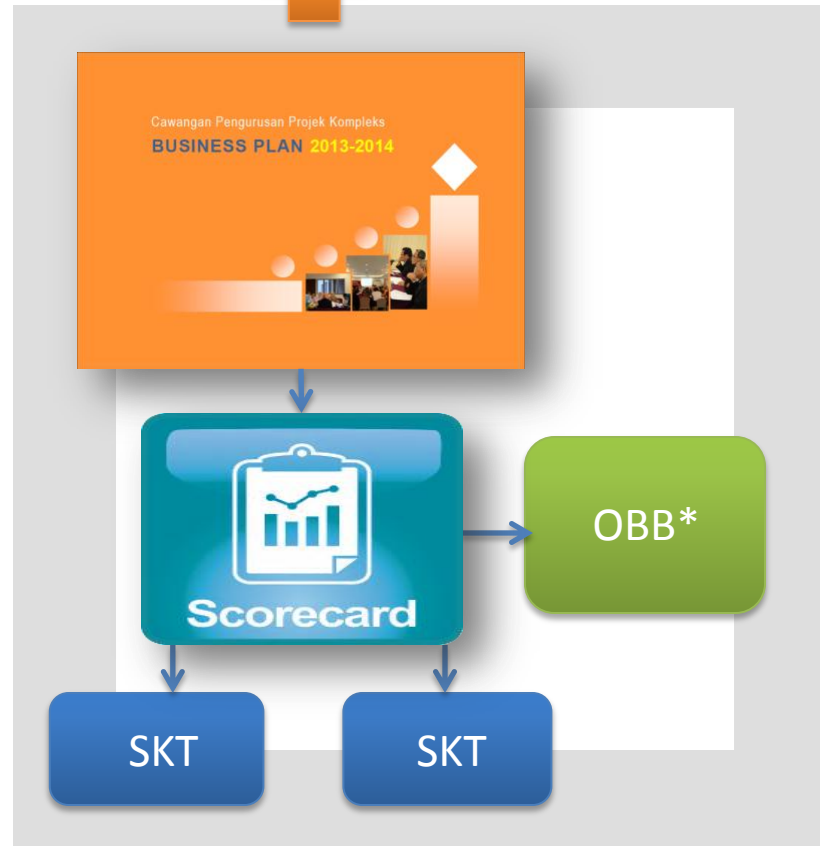 Cawangan Pengurusan Projek Kompleks
BUSINESS PLAN 2013-2014
Scorecard
OBB*
SKT
SKT